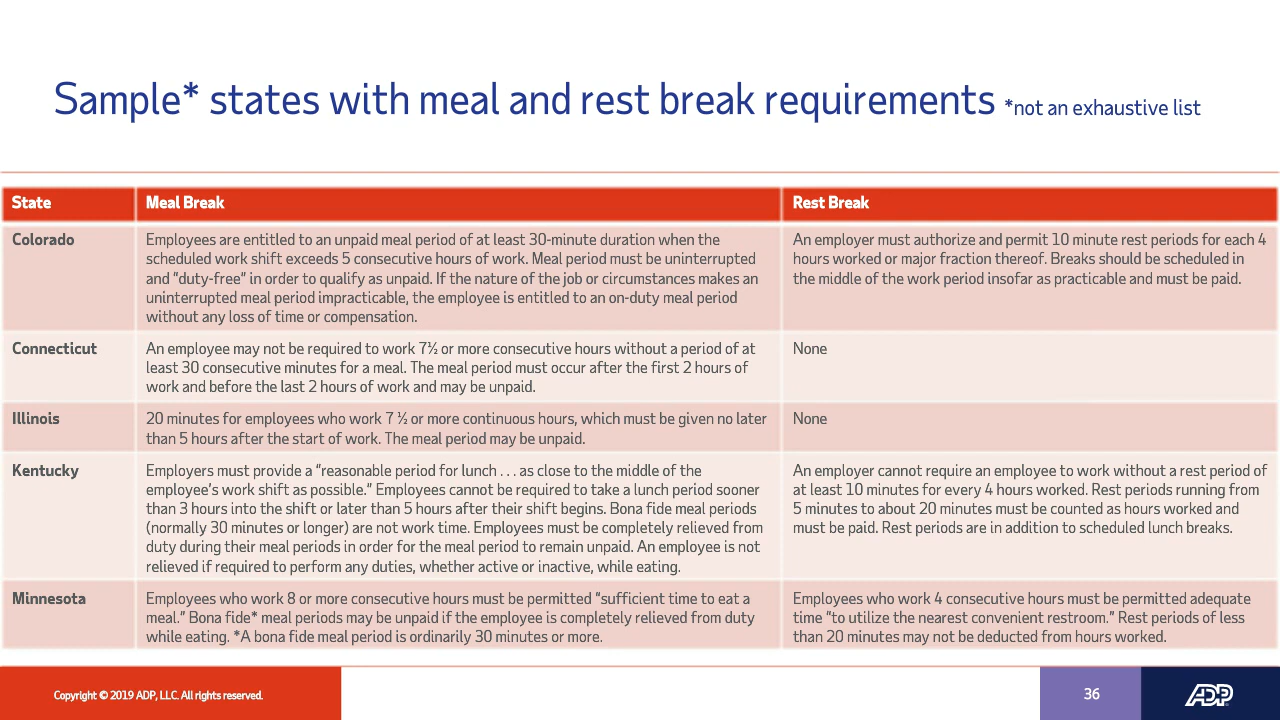 Sample* states with meal and rest break requirements *not an exhaustive list
State
Meal Break
Rest Break
Colorado
Employees are entitled to an unpaid meal period of at least 30-minute duration when the
scheduled work shift exceeds 5 consecutive hours of work. Meal period must be uninterrupted
and "duty-free" in order to qualify as unpaid. If the nature of the job or circumstances makes an
uninterrupted meal period impracticable, the employee is entitled to an on-duty meal period
without any loss of time or compensation.
An employer must authorize and permit 10 minute rest periods for each 4
hours worked or major fraction thereof. Breaks should be scheduled in
the middle of the work period insofar as practicable and must be paid.
Connecticut
An employee may not be required to work 7½ or more consecutive hours without a period of at
least 30 consecutive minutes for a meal. The meal period must occur after the first 2 hours of
work and before the last 2 hours of work and may be unpaid.
None
Illinois
20 minutes for employees who work 7 ½ or more continuous hours, which must be given no later
than 5 hours after the start of work. The meal period may be unpaid.
None
Kentucky
Employers must provide a "reasonable period for lunch . . . as close to the middle of the
employee's work shift as possible." Employees cannot be required to take a lunch period sooner
than 3 hours into the shift or later than 5 hours after their shift begins. Bona fide meal periods
(normally 30 minutes or longer) are not work time. Employees must be completely relieved from
duty during their meal periods in order for the meal period to remain unpaid. An employee is not
relieved if required to perform any duties, whether active or inactive, while eating.
An employer cannot require an employee to work without a rest period of
at least 10 minutes for every 4 hours worked. Rest periods running from
5 minutes to about 20 minutes must be counted as hours worked and
must be paid. Rest periods are in addition to scheduled lunch breaks.
Minnesota
Employees who work 8 or more consecutive hours must be permitted "sufficient time to eat a
meal." Bona fide* meal periods may be unpaid if the employee is completely relieved from duty
while eating. *A bona fide meal period is ordinarily 30 minutes or more.
Employees who work 4 consecutive hours must be permitted adequate
time "to utilize the nearest convenient restroom." Rest periods of less
than 20 minutes may not be deducted from hours worked.
Copyright © 2019 ADP, LLC. All rights reserved.
36
ADP